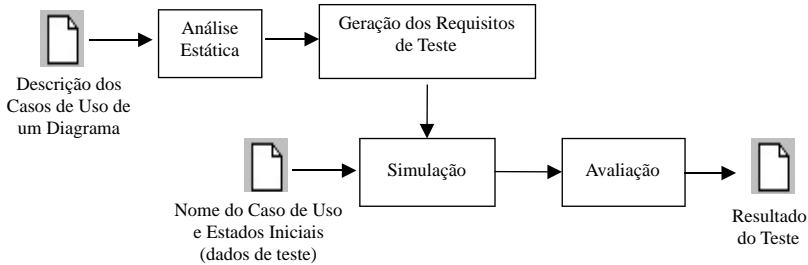 Análise
Estática
Geração dos Requisitos
de Teste
Descrição dos
Casos de Uso de
um Diagrama
Simulação
Avaliação
Nome do Caso de Uso
e Estados Iniciais
(dados de teste)
Resultado
do Teste